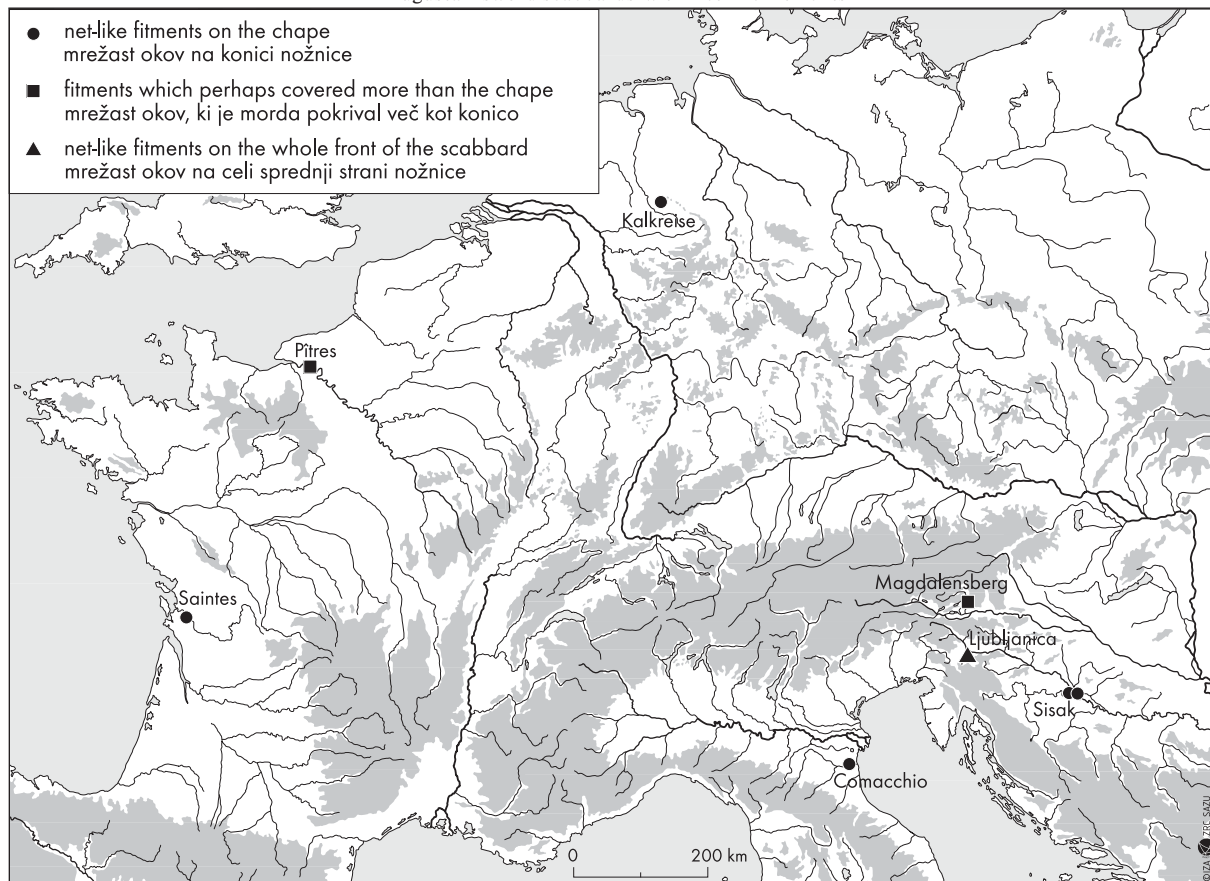 ● net-like fitments on the chape
mrežast okov na konici nožnice
■ fitments which perhaps covered more than the chape
mrežast okov, ki je morda pokrival več kot konico
▲ net-like fitments on the whole front of the scabbard
mrežast okov na celi sprednji strani nožnice
Kalkreise
Pîtres
Saintes
Magdalensberg
Ljubljanica
Sisak
Comacchio
0 200 km
ZRC SAZU